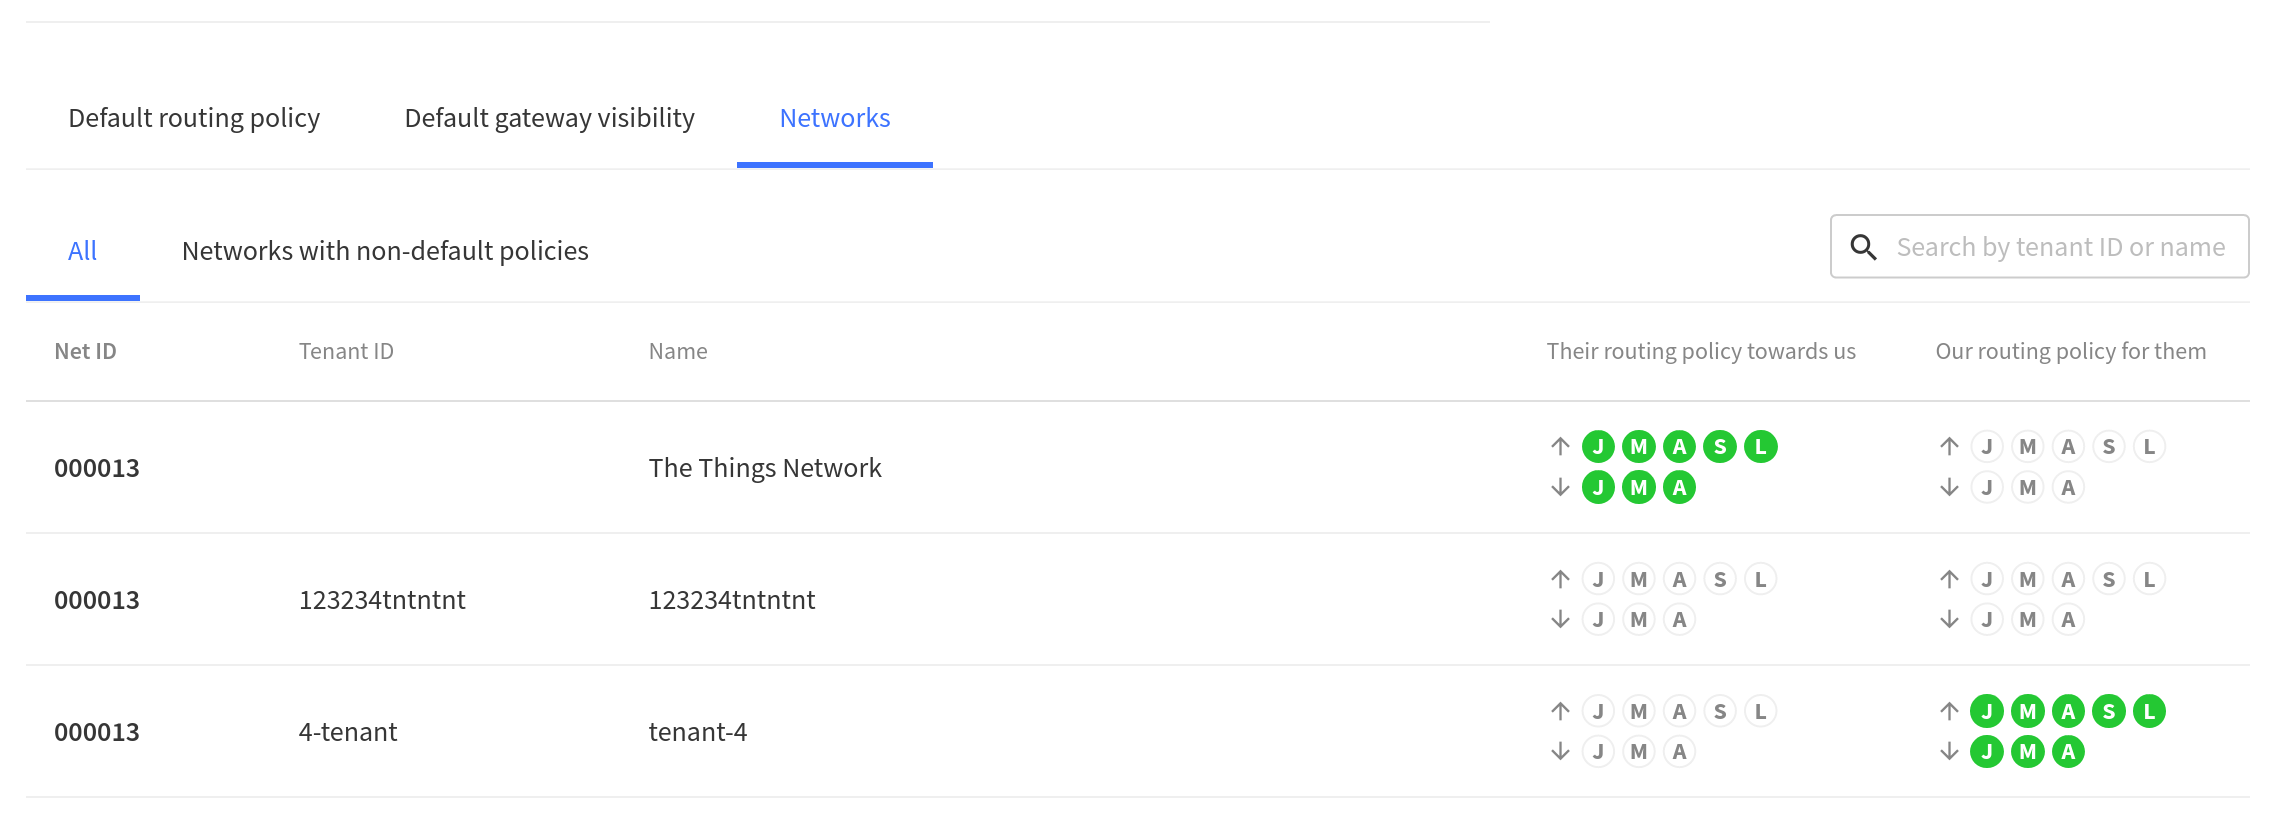 Default routing policy Default gateway visibility Networks
All Networks with non-default policies Search by tenant ID or name
Net ID Tenant ID Name Their routing policy towards us Our routing policy for them
000013 The Things Network
↑ J M A S L ↑ J M A S L
↓ J M A ↓ J M A
000013 123234tntntnt 123234tntntnt
↑ J M A S L ↑ J M A S L
↓ J M A ↓ J M A
000013 4-tenant tenant-4
↑ J M A S L ↑ J M A S L
↓ J M A ↓ J M A